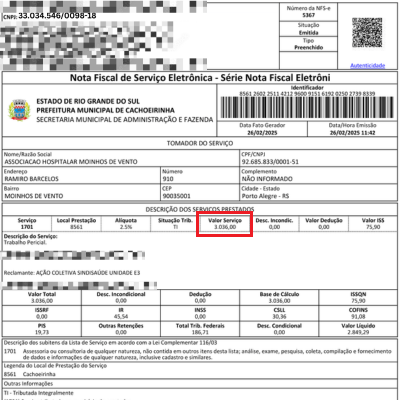 CNPJ: 33.034.546/0098-18
Número da NFS-e
5367
Situação
Emitida
Tipo
Preenchido
Autenticidade
Nota Fiscal de Serviço Eletrônica - Série Nota Fiscal Eletrôni
ESTADO DE RIO GRANDE DO SUL
PREFEITURA MUNICIPAL DE CACHOEIRINHA
SECRETARIA MUNICIPAL DE ADMINISTRAÇÃO E FAZENDA
Identificador
8561 2602 2511 4212 9600 9151 6192 0250 2739 8339
Data Fato Gerador Data/Hora Emissão
26/02/2025 26/02/2025 11:42
TOMADOR DO SERVIÇO
Nome/Razão Social CPF/CNPJ
ASSOCIACAO HOSPITALAR MOINHOS DE VENTO 92.685.833/0001-51
Endereço Número Complemento
RAMIRO BARCELOS 910 NÃO INFORMADO
Bairro CEP Cidade - Estado
MOINHOS DE VENTO 90035001 Porto Alegre - RS
DESCRIÇÃO DOS SERVIÇOS PRESTADOS
Serviço Local Prestação Alíquota Situação Trib. Valor Serviço Desc. Incondic. Valor Dedução Valor ISS
1701 8561 2.5% TI 3.036,00 0,00 0,00 75,90
Descrição do Serviço:
Trabalho Pericial.
Reclamante: AÇÃO COLETIVA SINDISAÚDE UNIDADE E3
Valor Total Desc. Incondicional Dedução Base de Cálculo ISSQN
3.036,00 0,00 0,00 3.036,00 75,90
ISSRF IR INSS CSLL COFINS
0,00 45,54 0,00 30,36 91,08
PIS Outras Retenções Total Trib. Federais Desc. Condicional Valor Líquido
19,73 0,00 186,71 0,00 2.849,29
Descrição dos subitens da Lista de Serviço em acordo com a Lei Complementar 116/03
1701 Assessoria ou consultoria de qualquer natureza, não contida em outros itens desta lista; análise, exame, pesquisa, coleta, compilação e fornecimento
de dados e informações de qualquer natureza, inclusive cadastro e similares.
Legenda do Local de Prestação do Serviço
8561 Cachoeirinha
Outras Informações
TI - Tributada Integralmente